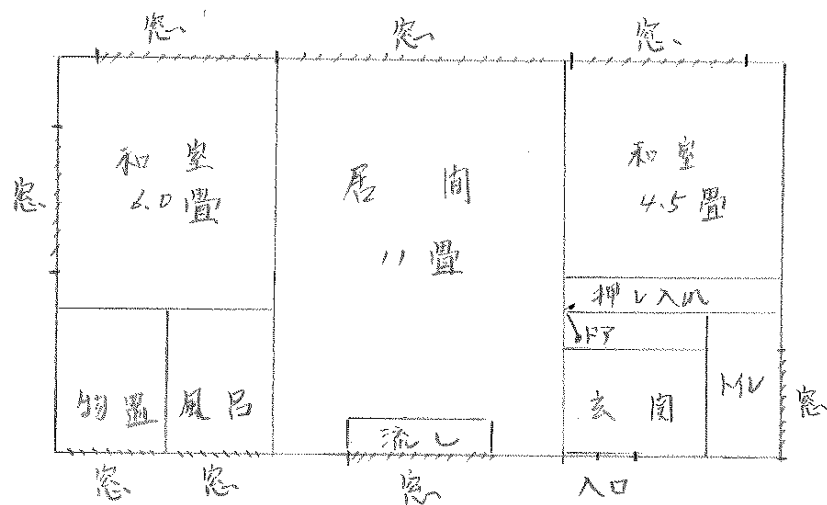 窓
窓
窓
和室
6.0畳
窓
居間
11畳
和室
4.5畳
押し入れ
ドア
物置
風呂
流し
玄関
トイレ
窓
窓
窓
窓
入口